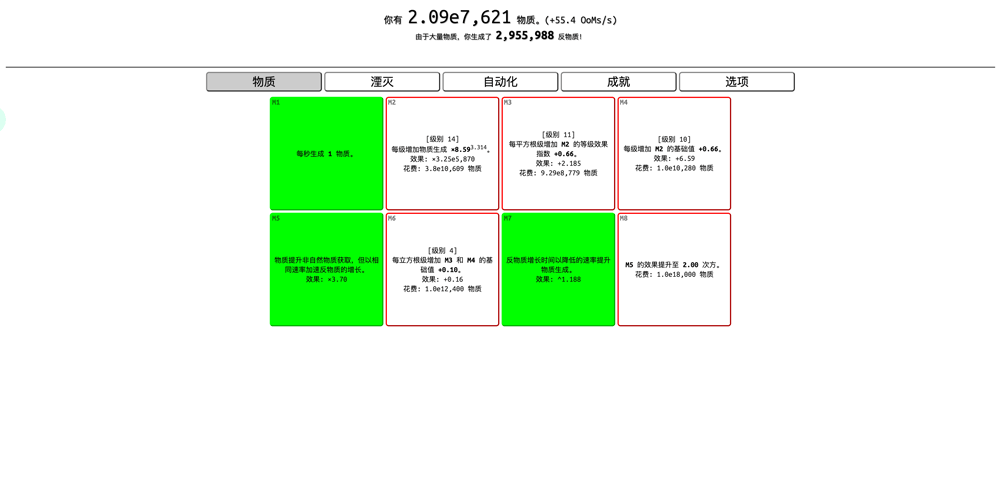 你有 2.09e7,621 物质。(+55.4 OoMs/s)
由于大量物质，你生成了 2,955,988 反物质！
物质
湮灭
自动化
成就
选项
M1
每秒生成 1 物质。
M2
[级别 14]
每级增加物质生成 ×8.59^3.314。
效果: ×3.25e5,870
花费: 3.8e10,609 物质
M3
[级别 11]
每平方根级增加 M2 的等级效果
指数 +0.66。
效果: +2.185
花费: 9.29e8,779 物质
M4
[级别 10]
每级增加 M2 的基础值 +0.66。
效果: +6.59
花费: 1.0e10,280 物质
M5
物质提升非自然物质获取，但以相
同速率加速反物质的增长。
效果: ×3.70
M6
[级别 4]
每立方根级增加 M3 和 M4 的基
础值 +0.10。
效果: +0.16
花费: 1.0e12,400 物质
M7
反物质增长时间以降低的速率提升
物质生成。
效果: ^1.188
M8
M5 的效果提升至 2.00 次方。
花费: 1.0e18,000 物质